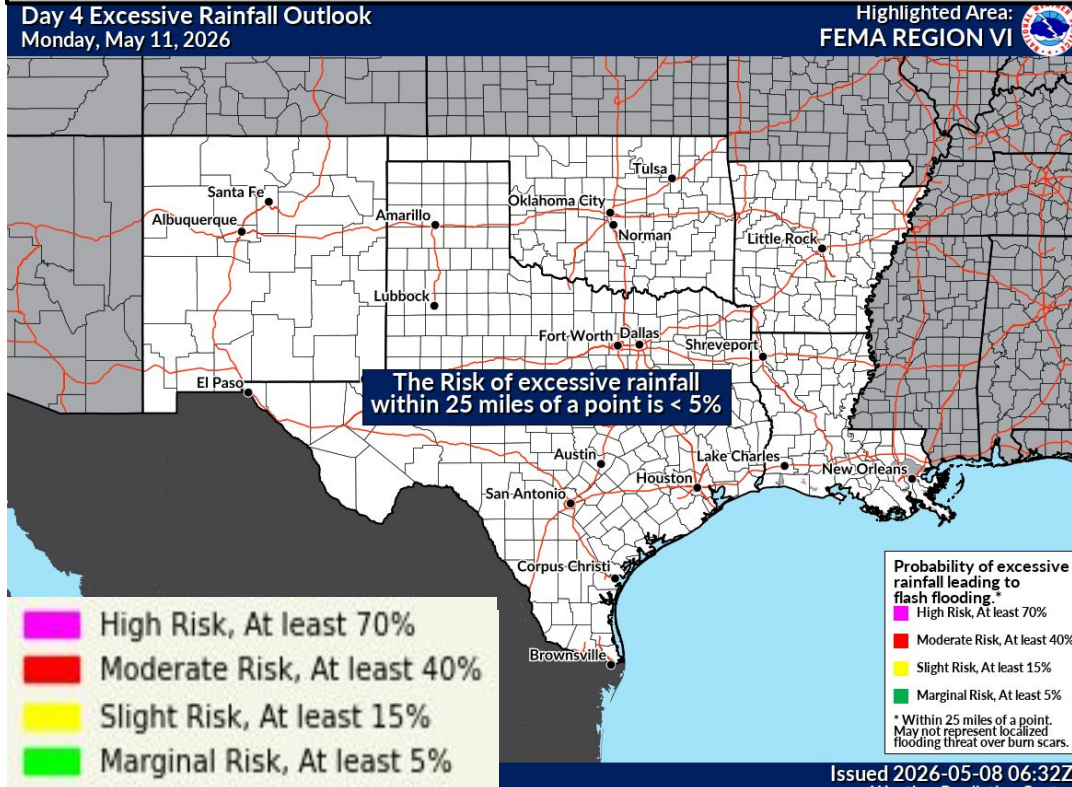 Day 4 Excessive Rainfall Outlook
Monday, May 11, 2026
Highlighted Area:
FEMA REGION VI
Santa Fe
Albuquerque
Amarillo
Tulsa
Oklahoma City
Norman
Little Rock
Lubbock
Fort Worth
Dallas
Shreveport
El Paso
The Risk of excessive rainfall
within 25 miles of a point is < 5%
Austin
Lake Charles
Houston
New Orleans
San Antonio
Corpus Christi
Brownsville
High Risk, At least 70%
Moderate Risk, At least 40%
Slight Risk, At least 15%
Marginal Risk, At least 5%
Probability of excessive
rainfall leading to
flash flooding.*
High Risk, At least 70%
Moderate Risk, At least 40%
Slight Risk, At least 15%
Marginal Risk, At least 5%
* Within 25 miles of a point.
May not represent localized
flooding threat over burn scars.
Issued 2026-05-08 06:32Z